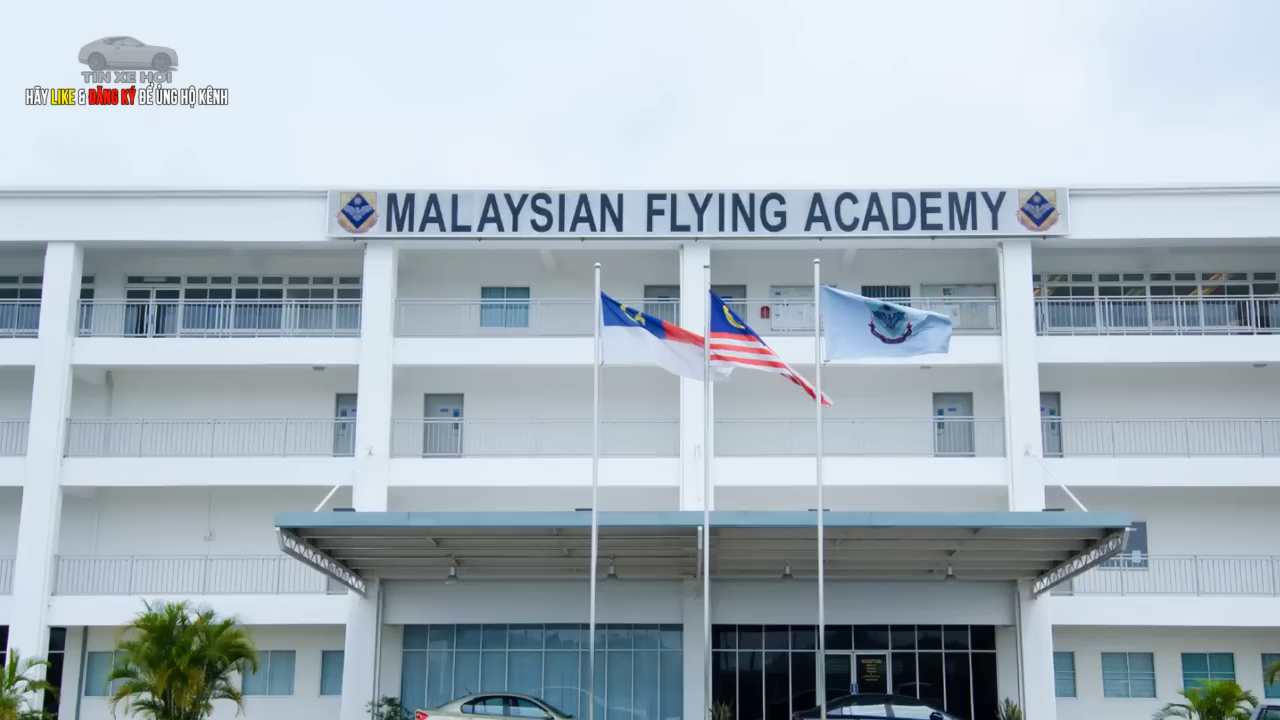 TIN XE HƠI
HÃY LIKE & ĐĂNG KÝ ĐỂ ỦNG HỘ KÊNH
MALAYSIAN FLYING ACADEMY